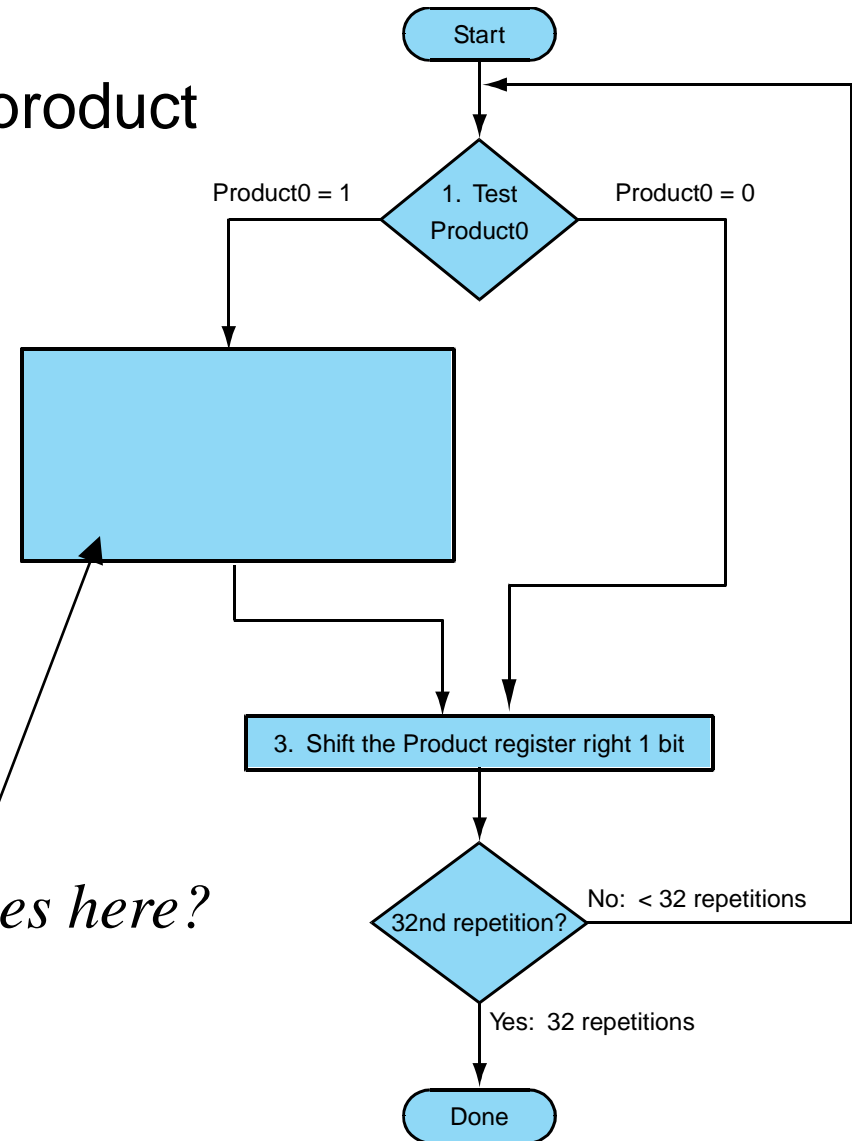 Start
product
Product0 = 1
1. Test
Product0
Product0 = 0
3. Shift the Product register right 1 bit
here?
32nd repetition?
No: < 32 repetitions
Yes: 32 repetitions
Done